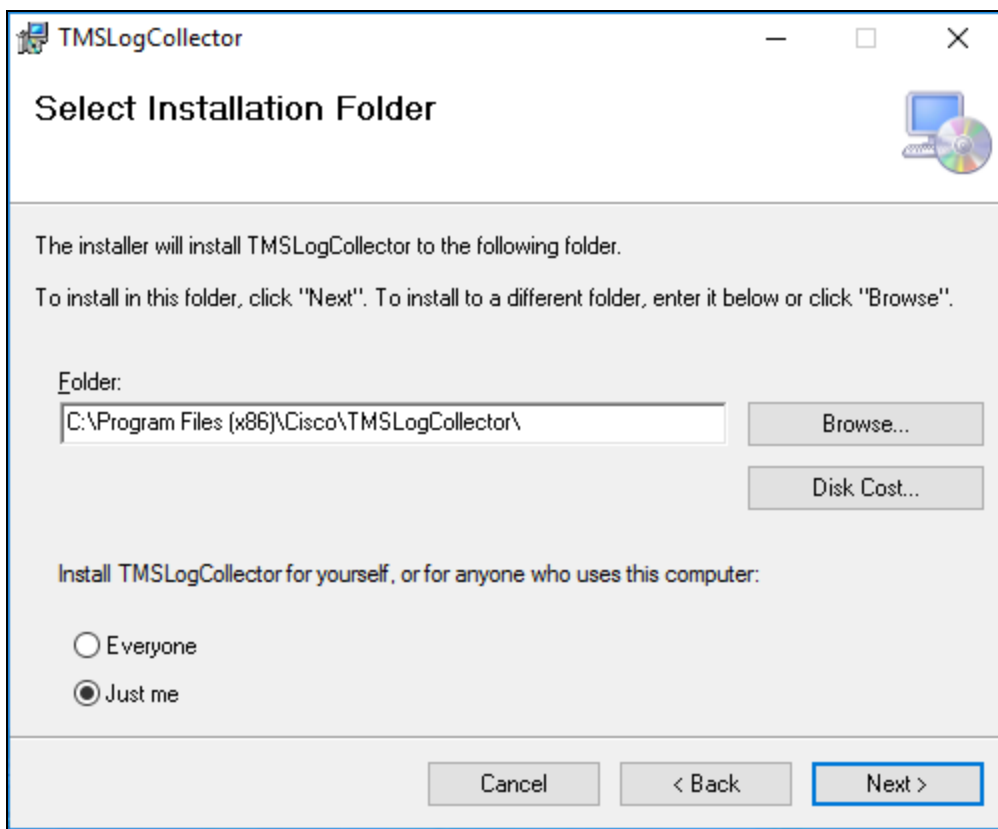 TMSLogCollector
Select Installation Folder
The installer will install TMSLogCollector to the following folder.
To install in this folder, click "Next". To install to a different folder, enter it below or click "Browse".
Folder:
C:\Program Files (x86)\Cisco\TMSLogCollector\
Browse...
Disk Cost...
Install TMSLogCollector for yourself, or for anyone who uses this computer:
Everyone
Just me
Cancel
< Back
Next >